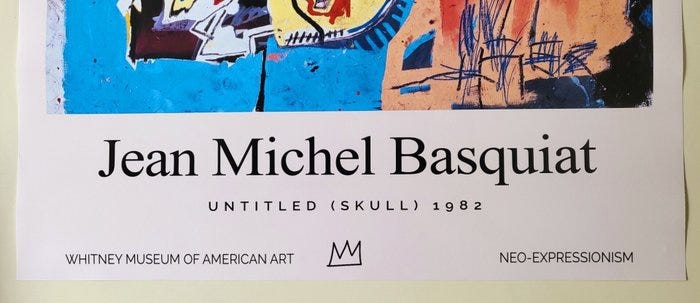 Jean Michel Basquiat
UNTITLED (SKULL) 1982
WHITNEY MUSEUM OF AMERICAN ART
NEO-EXPRESSIONISM